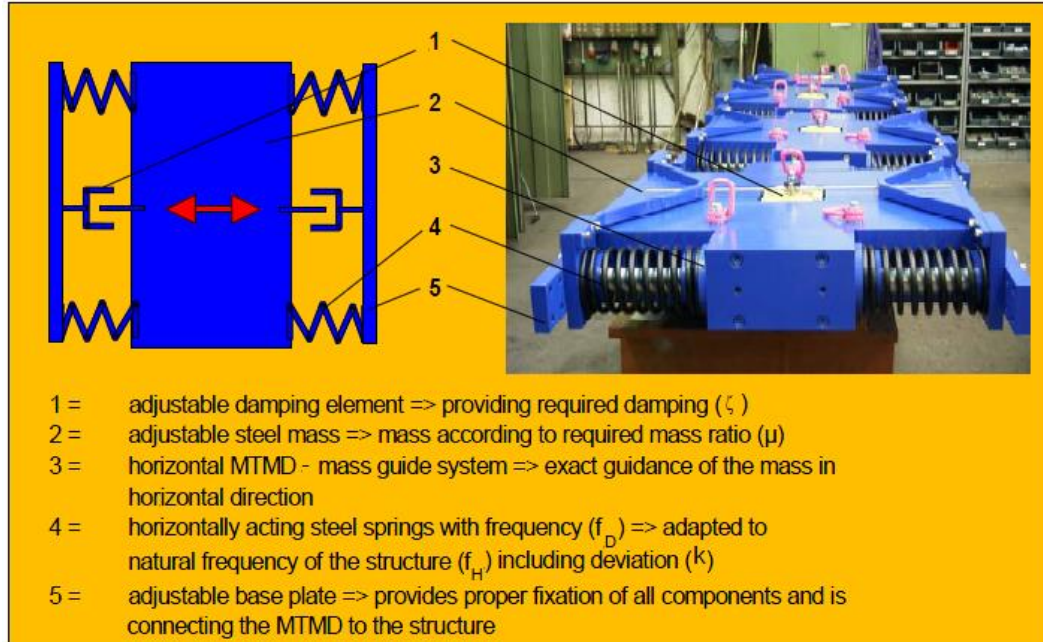 1
2
3
4
5
1 = adjustable damping element => providing required damping (ζ)
2 = adjustable steel mass => mass according to required mass ratio (μ)
3 = horizontal MTMD - mass guide system => exact guidance of the mass in
horizontal direction
4 = horizontally acting steel springs with frequency (f_D) => adapted to
natural frequency of the structure (f_H) including deviation (k)
5 = adjustable base plate => provides proper fixation of all components and is
connecting the MTMD to the structure